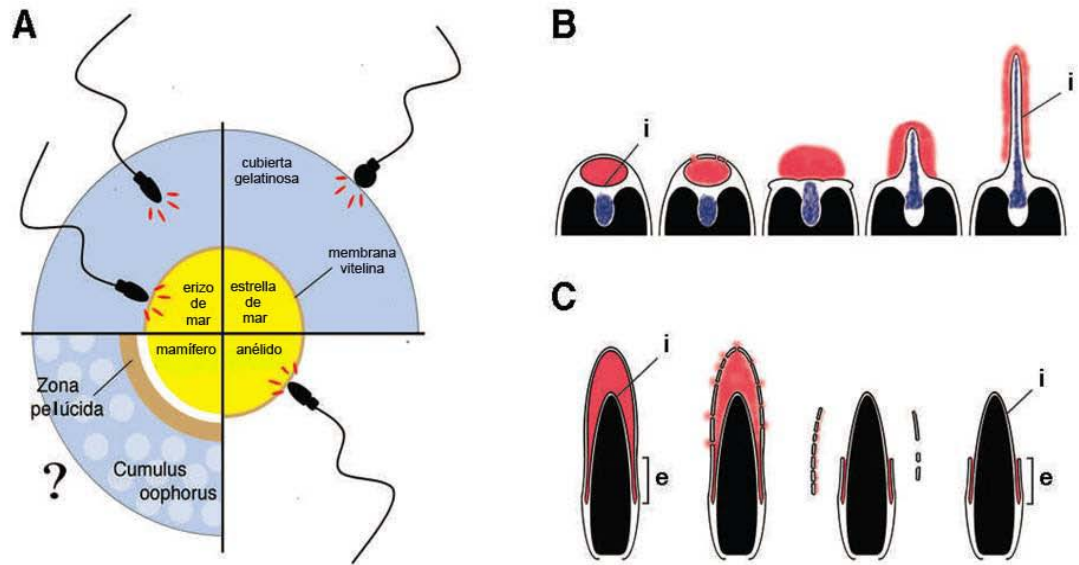 A
cubierta
gelatinosa
membrana
vitelina
erizo
de
mar
estrella
de
mar
mamífero
anélido
Zona
pelúcida
Cumulus
oophorus
?
B
i
i
C
i
e
i
e